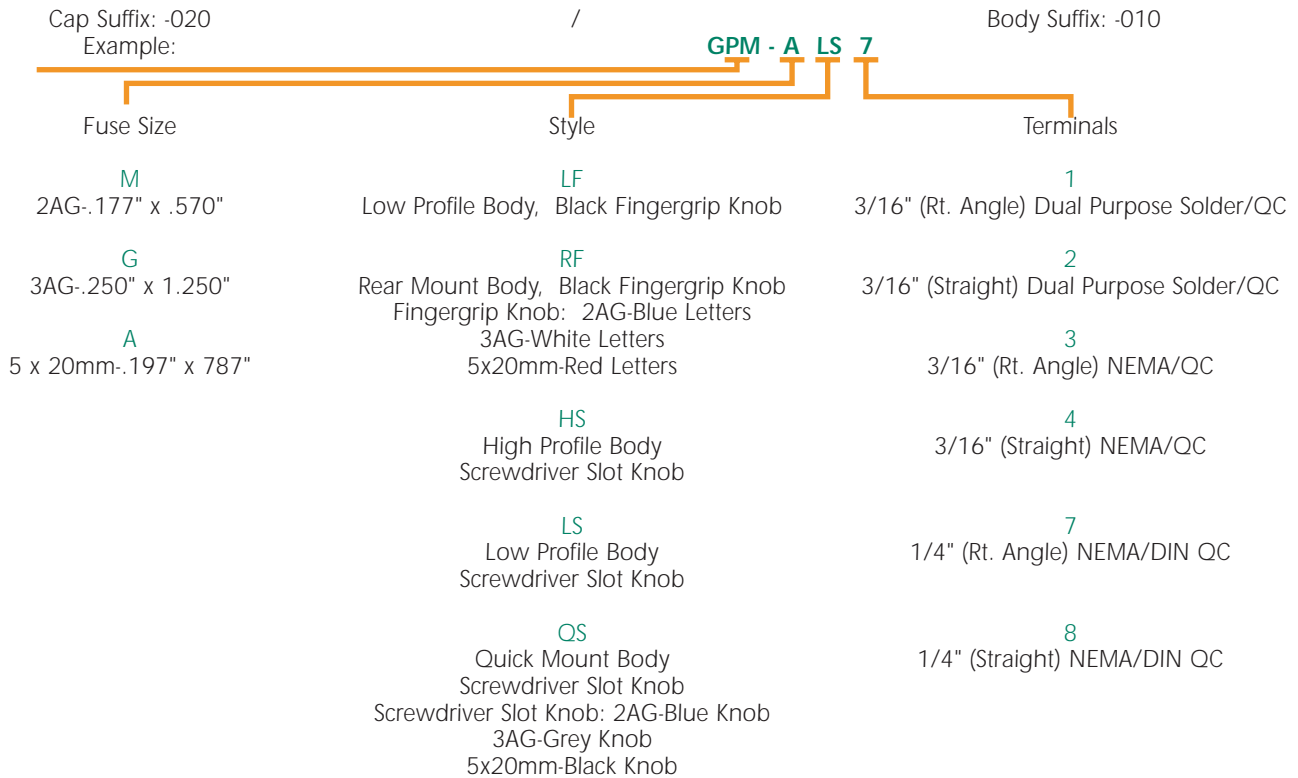 Cap Suffix: -020 / Body Suffix: -010
Example: GPM - A LS 7
Fuse Size
M
2AG-.177" x .570"
G
3AG-.250" x 1.250"
A
5 x 20mm-.197" x 787"
Style
LF
Low Profile Body, Black Fingergrip Knob
RF
Rear Mount Body, Black Fingergrip Knob
Fingergrip Knob: 2AG-Blue Letters
3AG-White Letters
5x20mm-Red Letters
HS
High Profile Body
Screwdriver Slot Knob
LS
Low Profile Body
Screwdriver Slot Knob
QS
Quick Mount Body
Screwdriver Slot Knob
Screwdriver Slot Knob: 2AG-Blue Knob
3AG-Grey Knob
5x20mm-Black Knob
Terminals
1
3/16" (Rt. Angle) Dual Purpose Solder/QC
2
3/16" (Straight) Dual Purpose Solder/QC
3
3/16" (Rt. Angle) NEMA/QC
4
3/16" (Straight) NEMA/QC
7
1/4" (Rt. Angle) NEMA/DIN QC
8
1/4" (Straight) NEMA/DIN QC